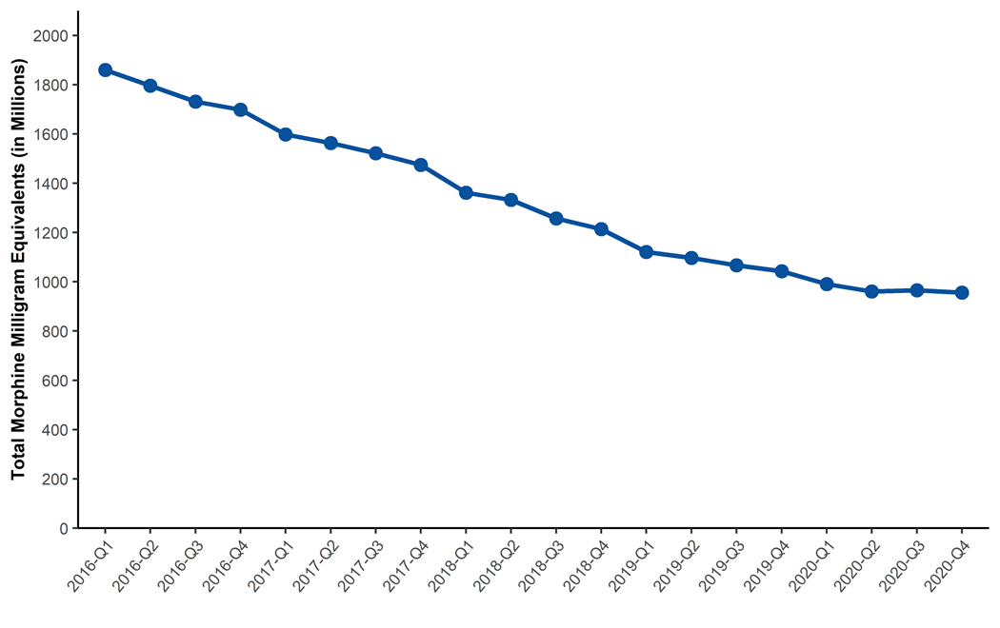 Total Morphine Milligram Equivalents (in Millions)
2000
1800
1600
1400
1200
1000
800
600
400
200
0
2016-Q1
2016-Q2
2016-Q3
2016-Q4
2017-Q1
2017-Q2
2017-Q3
2017-Q4
2018-Q1
2018-Q2
2018-Q3
2018-Q4
2019-Q1
2019-Q2
2019-Q3
2019-Q4
2020-Q1
2020-Q2
2020-Q3
2020-Q4